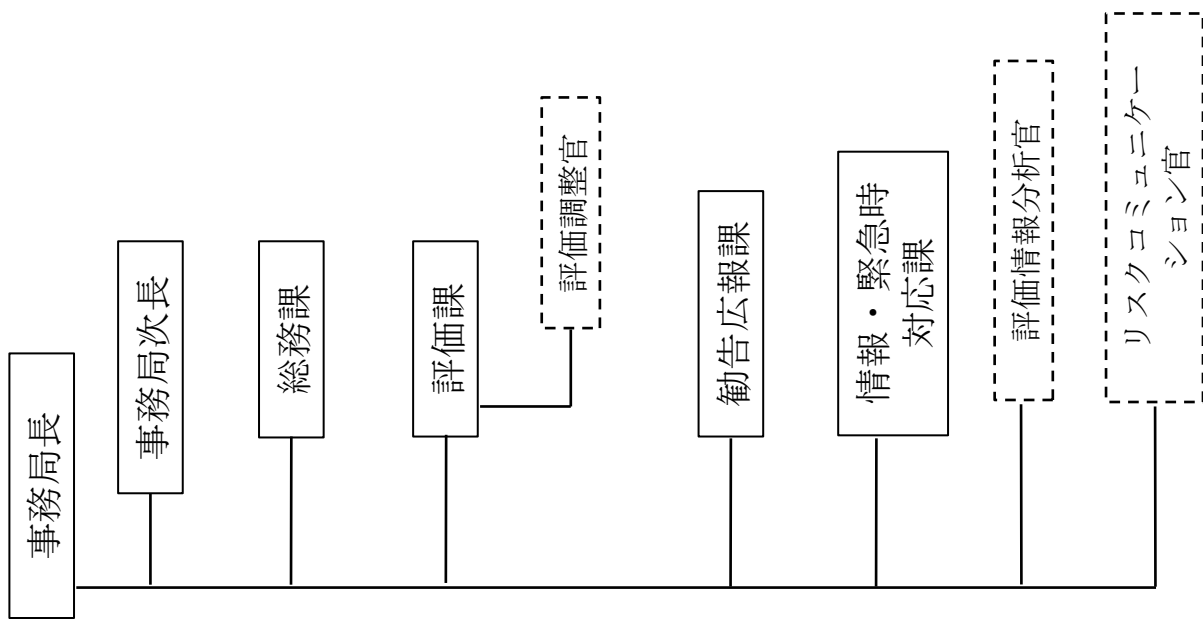 事務局長
事務局次長
総務課
評価課
評価調整官
勧告広報課
情報・緊急時
対応課
評価情報分析官
リスクコミュニケー
ション官